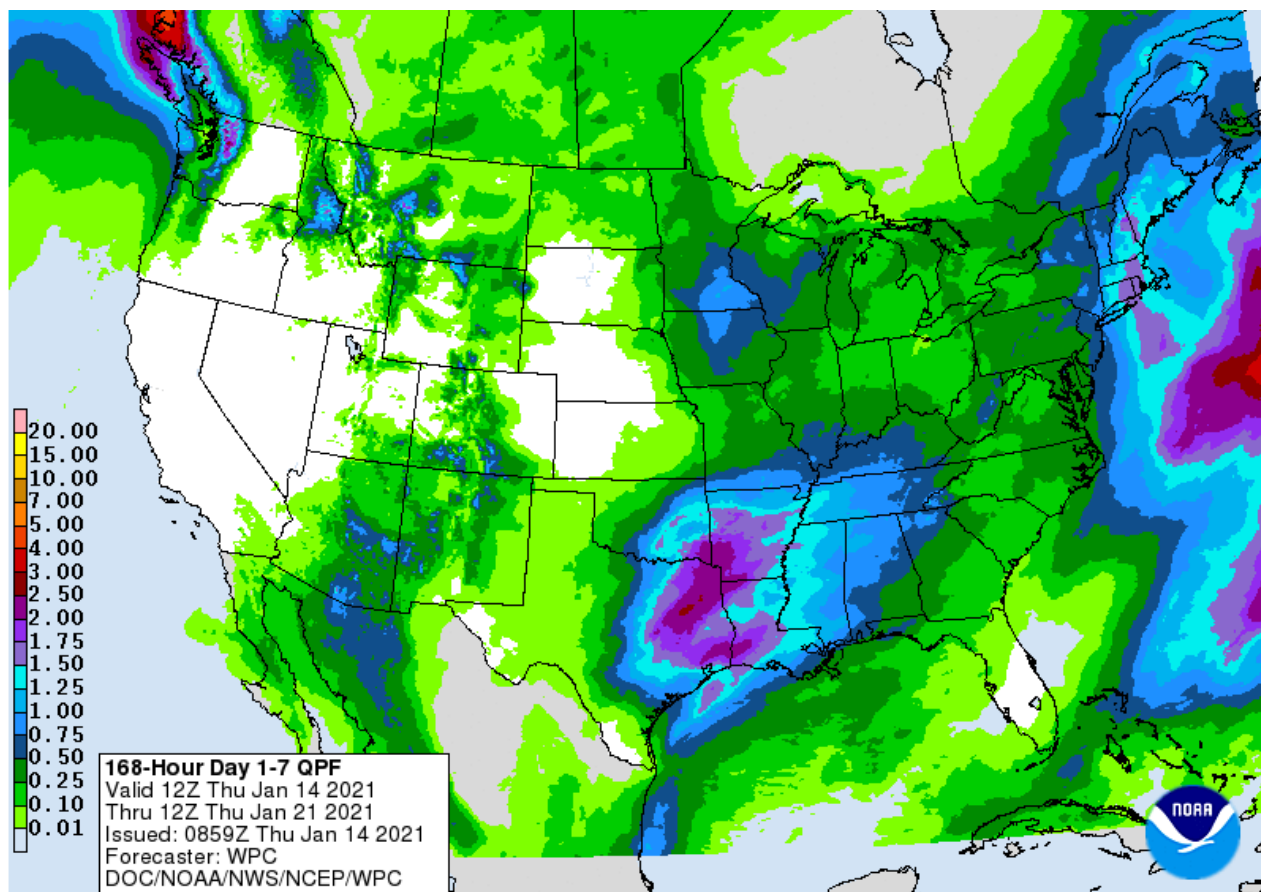 20.00
15.00
10.00
7.00
5.00
4.00
3.00
2.50
2.00
1.75
1.50
1.25
1.00
0.75
0.50
0.25
0.10
0.01
168-Hour Day 1-7 QPF
Valid 12Z Thu Jan 14 2021
Thru 12Z Thu Jan 21 2021
Issued: 0859Z Thu Jan 14 2021
Forecaster: WPC
DOC/NOAA/NWS/NCEP/WPC
NOAA